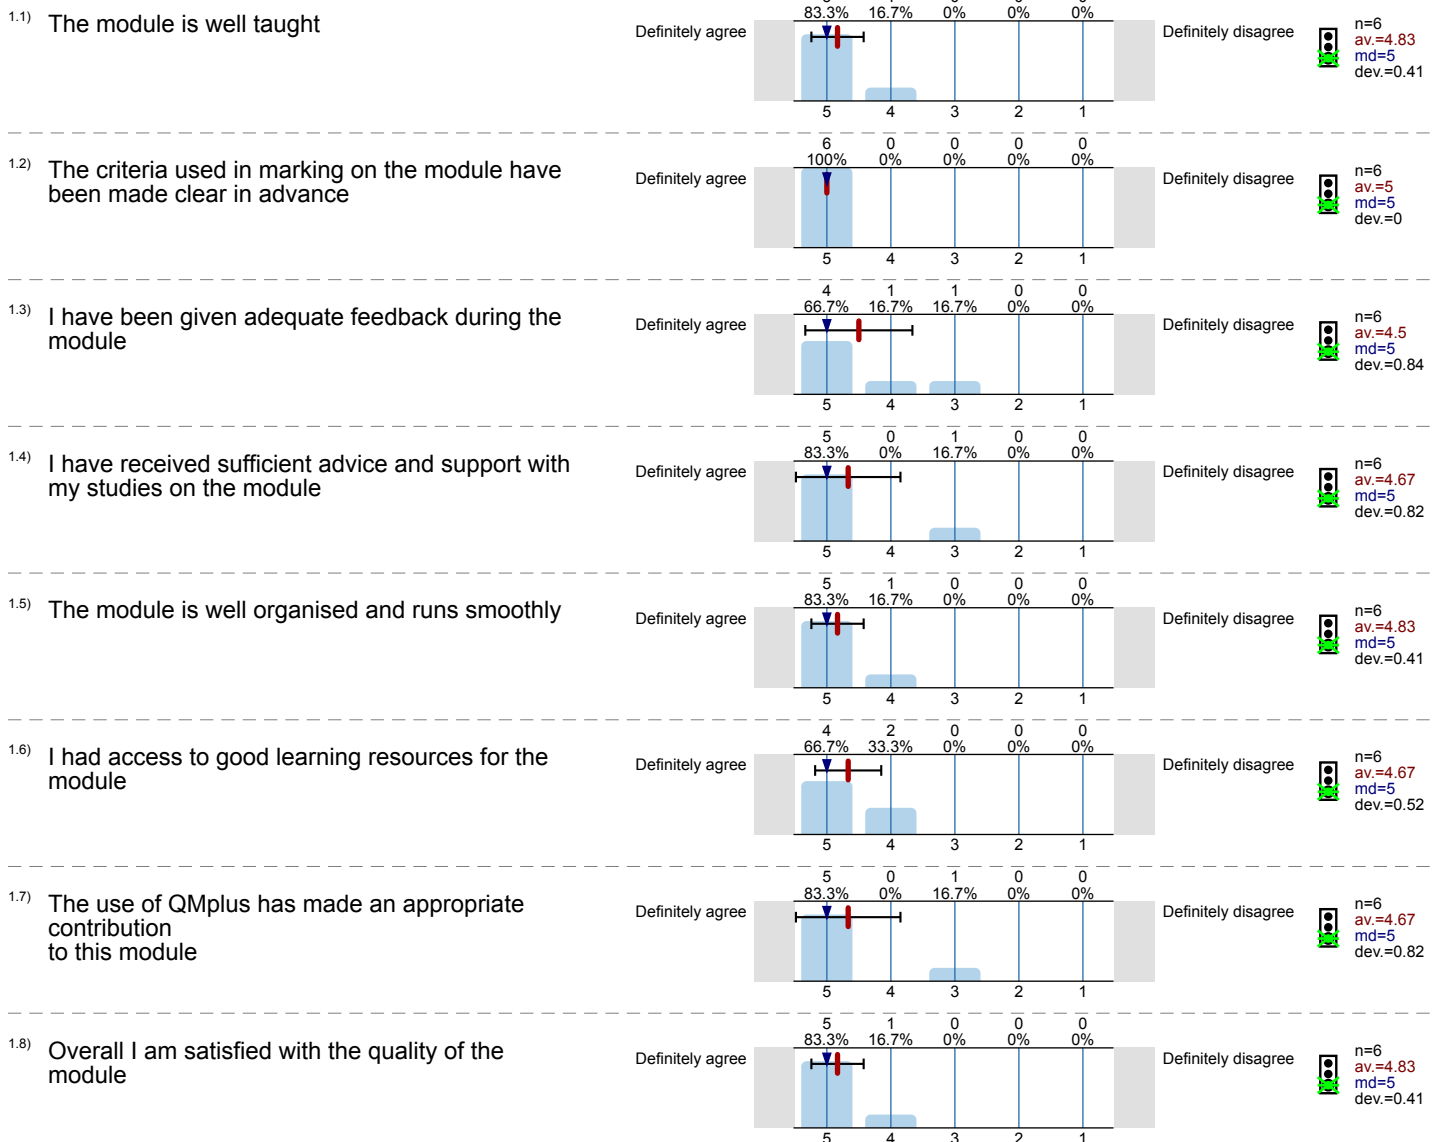 1.1) The module is well taught
83.3% 16.7% 0% 0% 0%
Definitely agree
Definitely disagree
n=6
av.=4.83
md=5
dev.=0.41
5 4 3 2 1
1.2) The criteria used in marking on the module have
been made clear in advance
6 0 0 0 0
100% 0% 0% 0% 0%
Definitely agree
Definitely disagree
n=6
av.=5
md=5
dev.=0
5 4 3 2 1
1.3) I have been given adequate feedback during the
module
4 1 1 0 0
66.7% 16.7% 16.7% 0% 0%
Definitely agree
Definitely disagree
n=6
av.=4.5
md=5
dev.=0.84
5 4 3 2 1
1.4) I have received sufficient advice and support with
my studies on the module
5 0 1 0 0
83.3% 0% 16.7% 0% 0%
Definitely agree
Definitely disagree
n=6
av.=4.67
md=5
dev.=0.82
5 4 3 2 1
1.5) The module is well organised and runs smoothly
5 1 0 0 0
83.3% 16.7% 0% 0% 0%
Definitely agree
Definitely disagree
n=6
av.=4.83
md=5
dev.=0.41
5 4 3 2 1
1.6) I had access to good learning resources for the
module
4 2 0 0 0
66.7% 33.3% 0% 0% 0%
Definitely agree
Definitely disagree
n=6
av.=4.67
md=5
dev.=0.52
5 4 3 2 1
1.7) The use of QMplus has made an appropriate
contribution
to this module
5 0 1 0 0
83.3% 0% 16.7% 0% 0%
Definitely agree
Definitely disagree
n=6
av.=4.67
md=5
dev.=0.82
5 4 3 2 1
1.8) Overall I am satisfied with the quality of the
module
5 1 0 0 0
83.3% 16.7% 0% 0% 0%
Definitely agree
Definitely disagree
n=6
av.=4.83
md=5
dev.=0.41
5 4 3 2 1